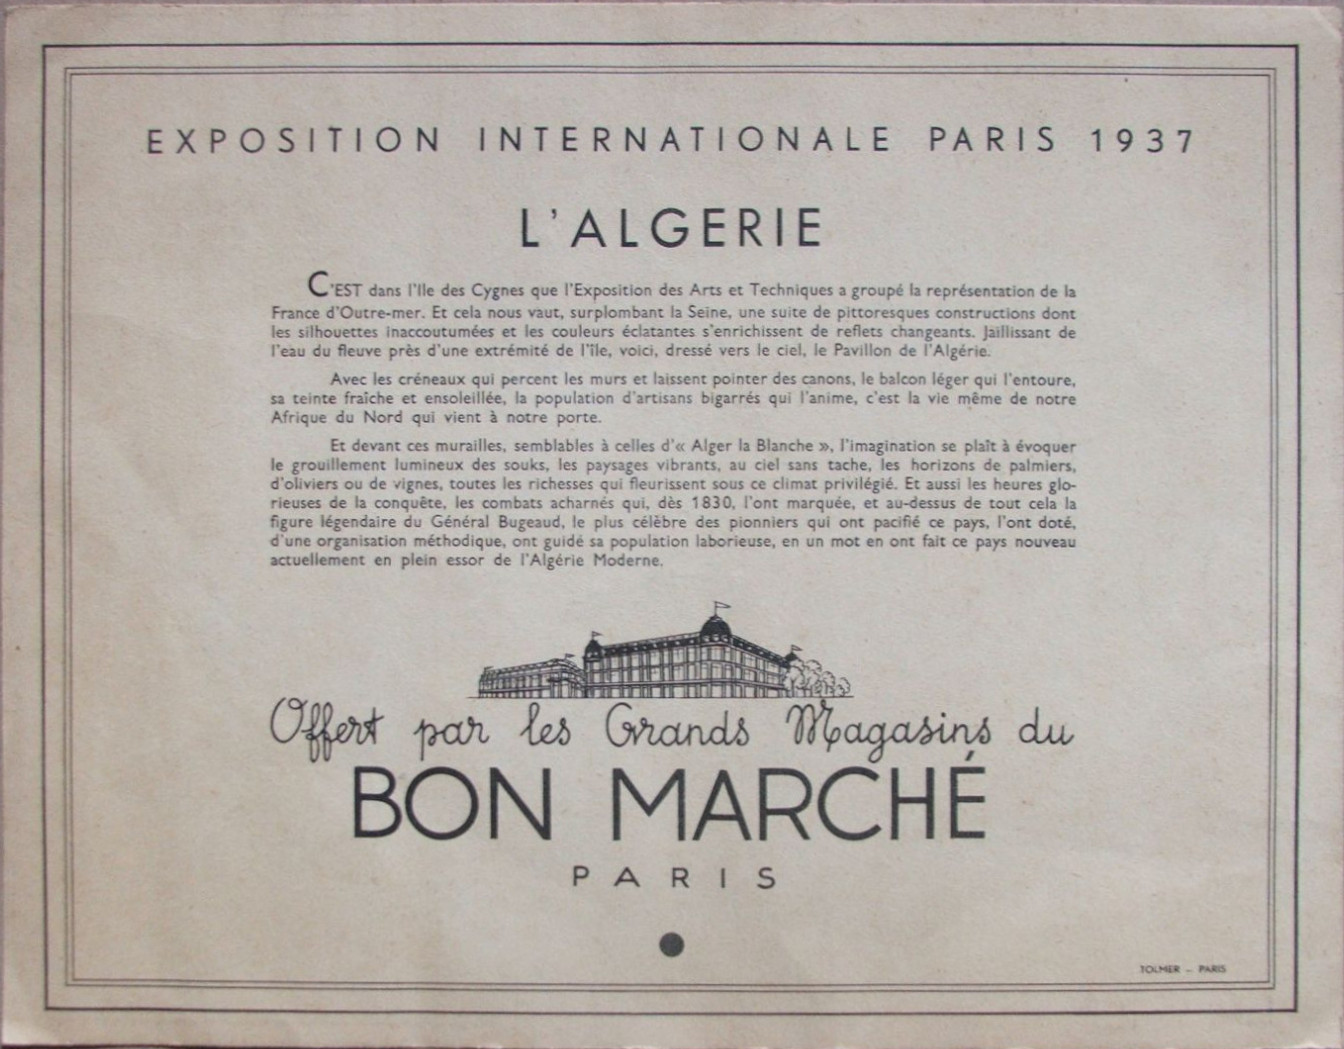 EXPOSITION INTERNATIONALE PARIS 1937
L'ALGERIE
C'EST dans l'Ile des Cygnes que l'Exposition des Arts et Techniques a groupé la représentation de la
France d'Outre-mer. Et cela nous vaut, surplombant la Seine, une suite de pittoresques constructions dont
les silhouettes inaccoutumées et les couleurs éclatantes s'enrichissent de reflets changeants. Jaillissant de
l'eau du fleuve près d'une extrémité de l'île, voici, dressé vers le ciel, le Pavillon de l'Algérie.
Avec les créneaux qui percent les murs et laissent pointer des canons, le balcon léger qui l'entoure,
sa teinte fraîche et ensoleillée, la population d'artisans bigarrés qui l'anime, c'est la vie même de notre
Afrique du Nord qui vient à notre porte.
Et devant ces murailles, semblables à celles d'« Alger la Blanche », l'imagination se plaît à évoquer
le grouillement lumineux des souks, les paysages vibrants, au ciel sans tache, les horizons de palmiers,
d'oliviers ou de vignes, toutes les richesses qui fleurissent sous ce climat privilégié. Et aussi les heures glo-
rieuses de la conquête, les combats acharnés qui, dès 1830, l'ont marquée, et au-dessus de tout cela la
figure légendaire du Général Bugeaud, le plus célèbre des pionniers qui ont pacifié ce pays, l'ont doté,
d'une organisation méthodique, ont guidé sa population laborieuse, en un mot en ont fait ce pays nouveau
actuellement en plein essor de l'Algérie Moderne.
Offert par les Grands Magasins du
BON MARCHÉ
PARIS
TOLMER - PARIS